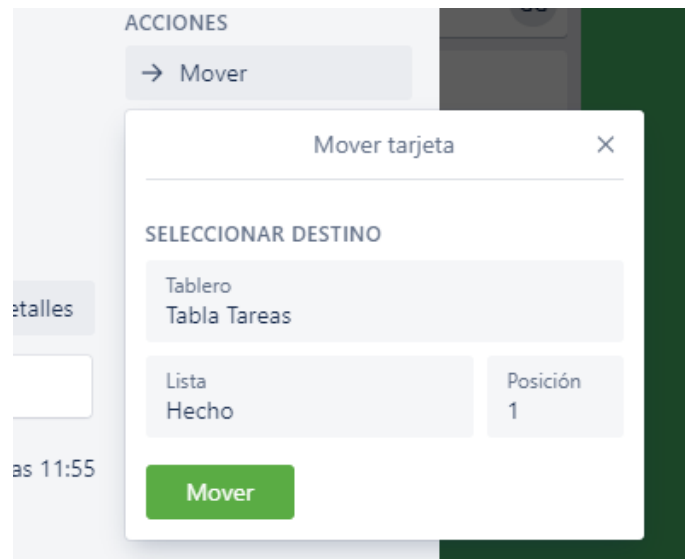 ACCIONES
→ Mover
Mover tarjeta ×
SELECCIONAR DESTINO
Tablero
Tabla Tareas
etalles
Lista Posición
Hecho 1
as 11:55
Mover